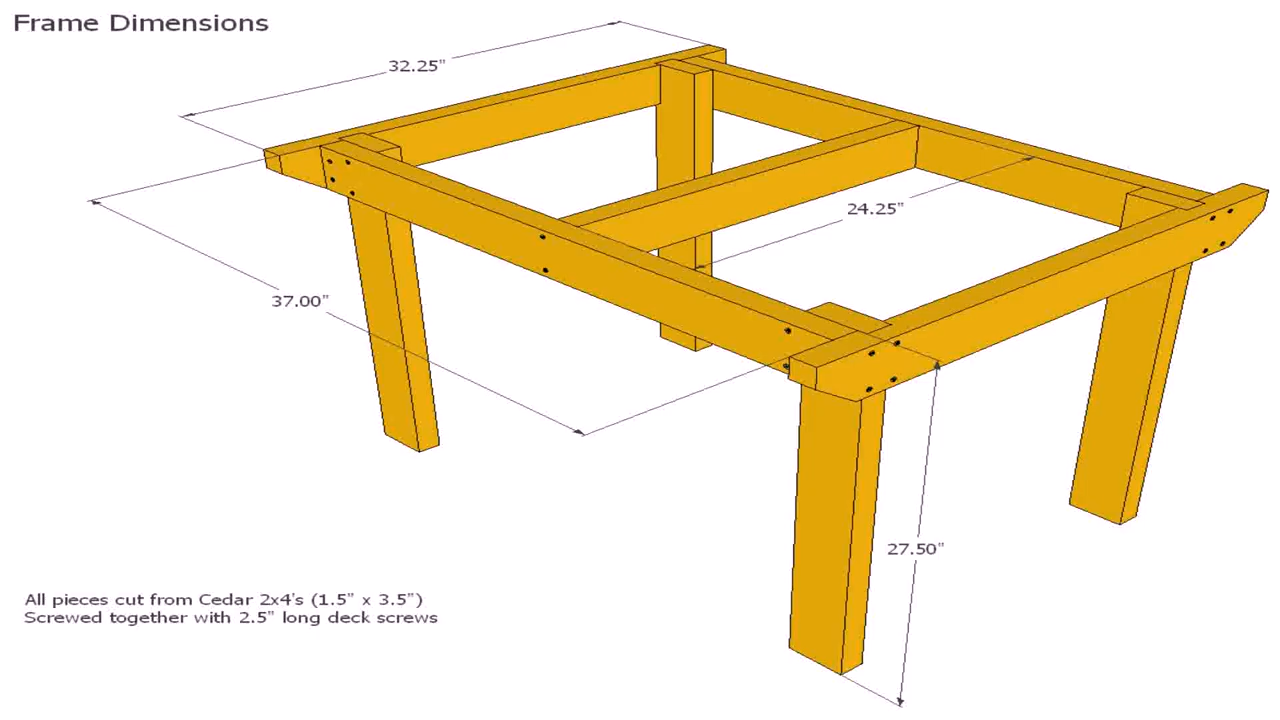 Frame Dimensions
32.25"
24.25"
37.00"
27.50"
All pieces cut from Cedar 2x4's (1.5" x 3.5")
Screwed together with 2.5" long deck screws